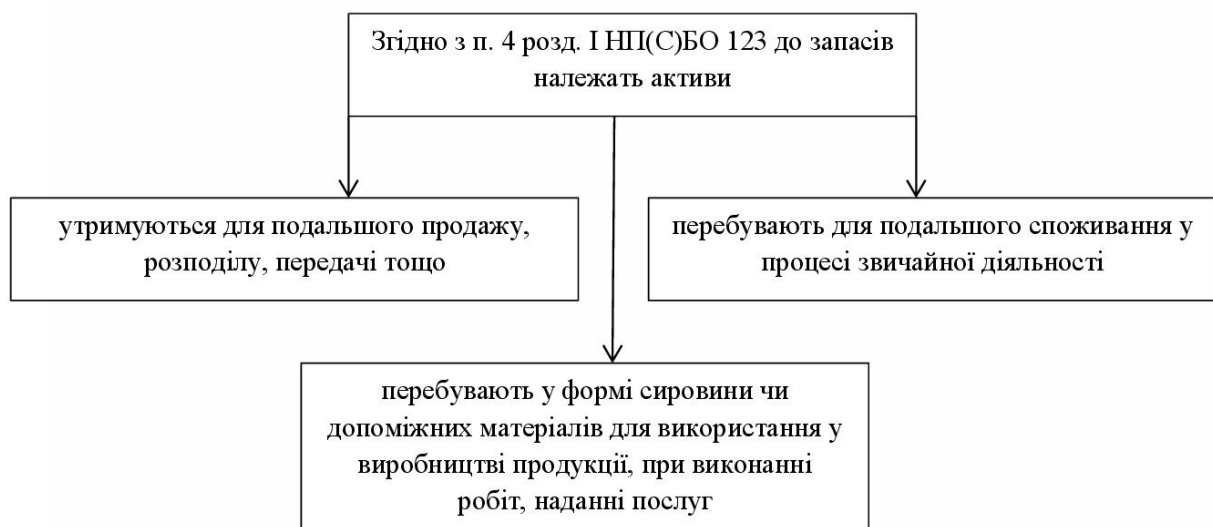 Згідно з п. 4 розд. І НП(С)БО 123 до запасів
належать активи
утримуються для подальшого продажу,
розподілу, передачі тощо
перебувають для подальшого споживання у
процесі звичайної діяльності
перебувають у формі сировини чи
допоміжних матеріалів для використання у
виробництві продукції, при виконанні
робіт, наданні послуг